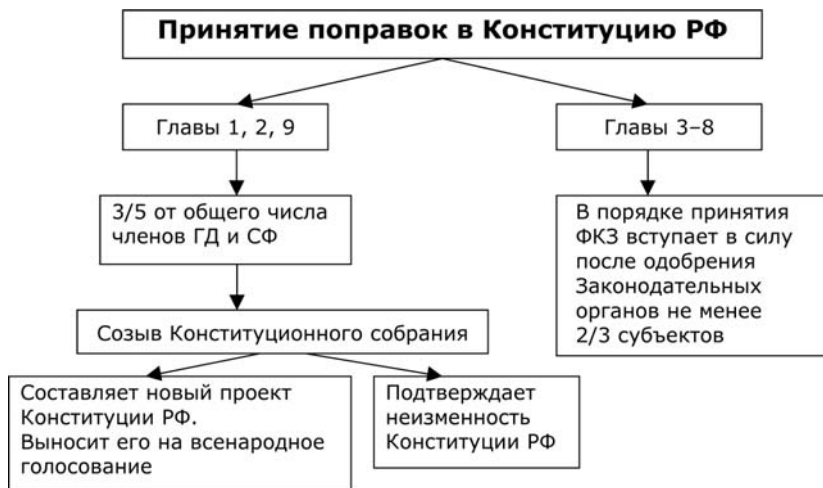 Принятие поправок в Конституцию РФ
Главы 1, 2, 9
Главы 3–8
3/5 от общего числа
членов ГД и СФ
В порядке принятия
ФКЗ вступает в силу
после одобрения
Законодательных
органов не менее
2/3 субъектов
Созыв Конституционного собрания
Составляет новый проект
Конституции РФ.
Выносит его на всенародное
голосование
Подтверждает
неизменность
Конституции РФ